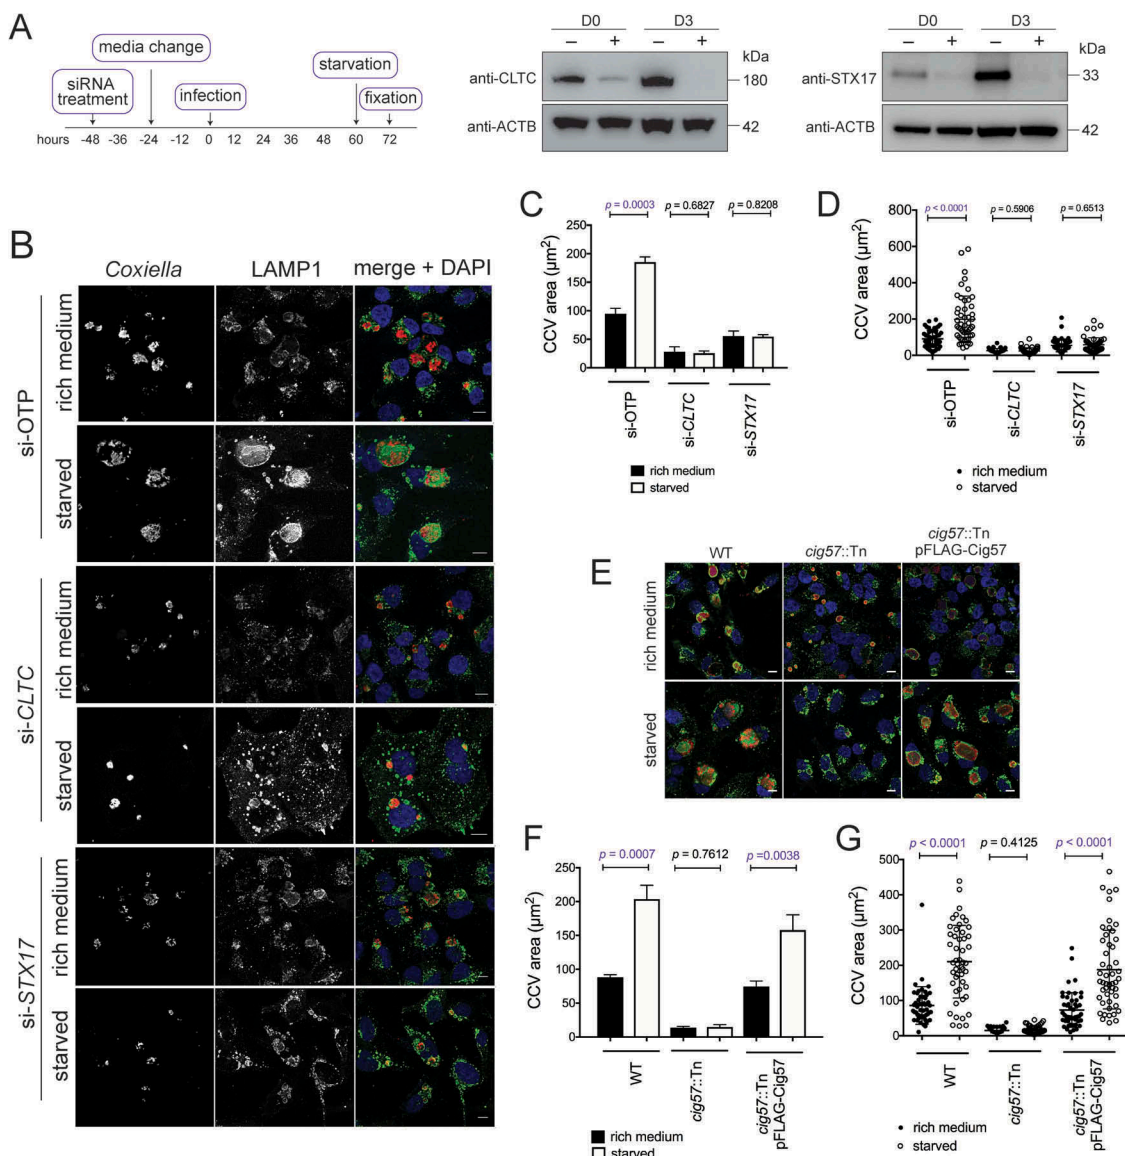 A
media change
siRNA
treatment
infection
starvation
fixation
hours -48 -36 -24 -12 0 12 24 36 48 60 72
D0 D3
– + – + kDa
anti-CLTC 180
anti-ACTB 42
D0 D3
– + – + kDa
anti-STX17 33
anti-ACTB 42
B
Coxiella LAMP1 merge + DAPI
si-OTP
rich medium
starved
si-CLTC
rich medium
starved
si-STX17
rich medium
starved
C
p = 0.0003 p = 0.6827 p = 0.8208
CCV area (µm²)
250
200
150
100
50
0
si-OTP
si-CLTC
si-STX17
rich medium
starved
D
p < 0.0001 p = 0.5906 p = 0.6513
CCV area (µm²)
800
600
400
200
0
si-OTP
si-CLTC
si-STX17
rich medium
starved
E
WT cig57::Tn cig57::Tn
pFLAG-Cig57
rich medium
starved
F
p = 0.0007 p = 0.7612 p =0.0038
CCV area (µm²)
250
200
150
100
50
0
WT
cig57::Tn
cig57::Tn
pFLAG-Cig57
rich medium
starved
G
p < 0.0001 p = 0.4125 p < 0.0001
CCV area (µm²)
500
400
300
200
100
0
WT
cig57::Tn
cig57::Tn
pFLAG-Cig57
rich medium
starved